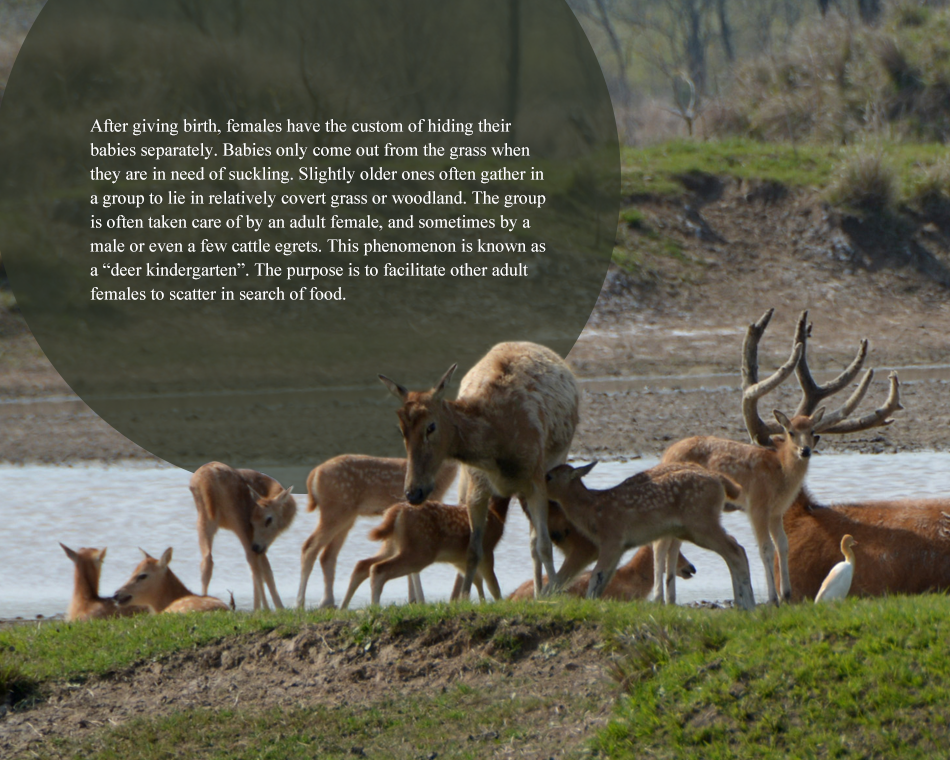 After giving birth, females have the custom of hiding their
babies separately. Babies only come out from the grass when
they are in need of suckling. Slightly older ones often gather in
a group to lie in relatively covert grass or woodland. The group
is often taken care of by an adult female, and sometimes by a
male or even a few cattle egrets. This phenomenon is known as
a “deer kindergarten”. The purpose is to facilitate other adult
females to scatter in search of food.